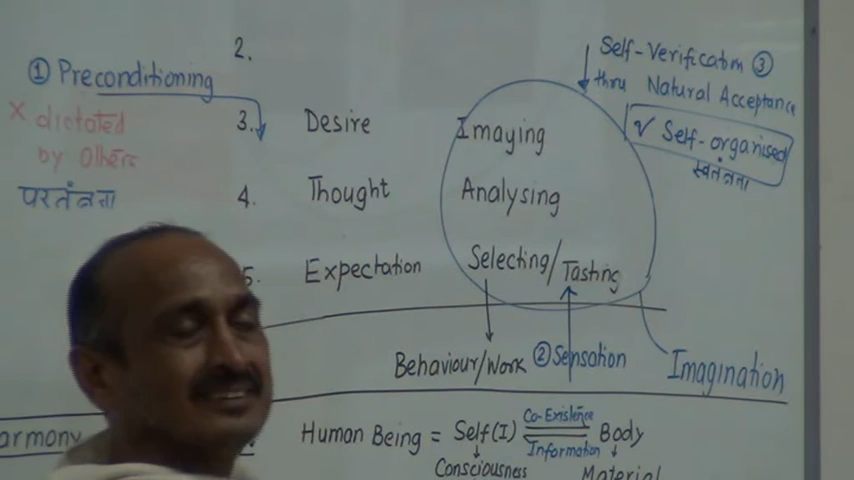 2.
① Preconditioning
x dictated
by Others
परतंत्रता
3. Desire Imaying
4. Thought Analysing
5. Expectation Selecting/Tasting
↓ Self-Verification ③
thru Natural Acceptance
√ Self-organised
स्वतंत्रता
Behaviour/Work ② Sensation
Imagination
armony
Human Being = Self(I) Co-Existence Information Body
Consciousness Material